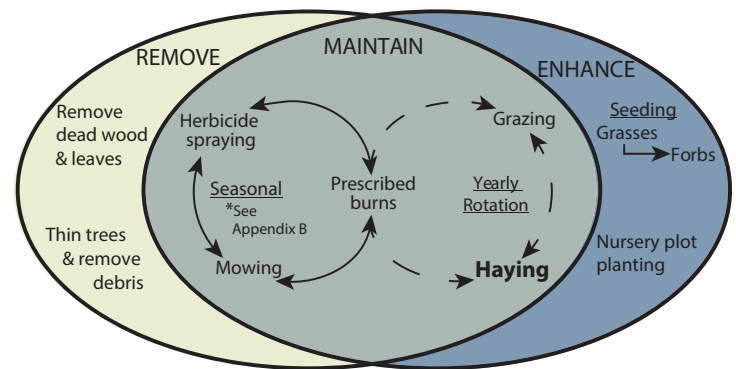 REMOVE
MAINTAIN
ENHANCE
Remove
dead wood
& leaves
Thin trees
& remove
debris
Herbicide
spraying
Seasonal
*See
Appendix B
Mowing
Prescribed
burns
Grazing
Yearly
Rotation
Haying
Seeding
Grasses
Forbs
Nursery plot
planting